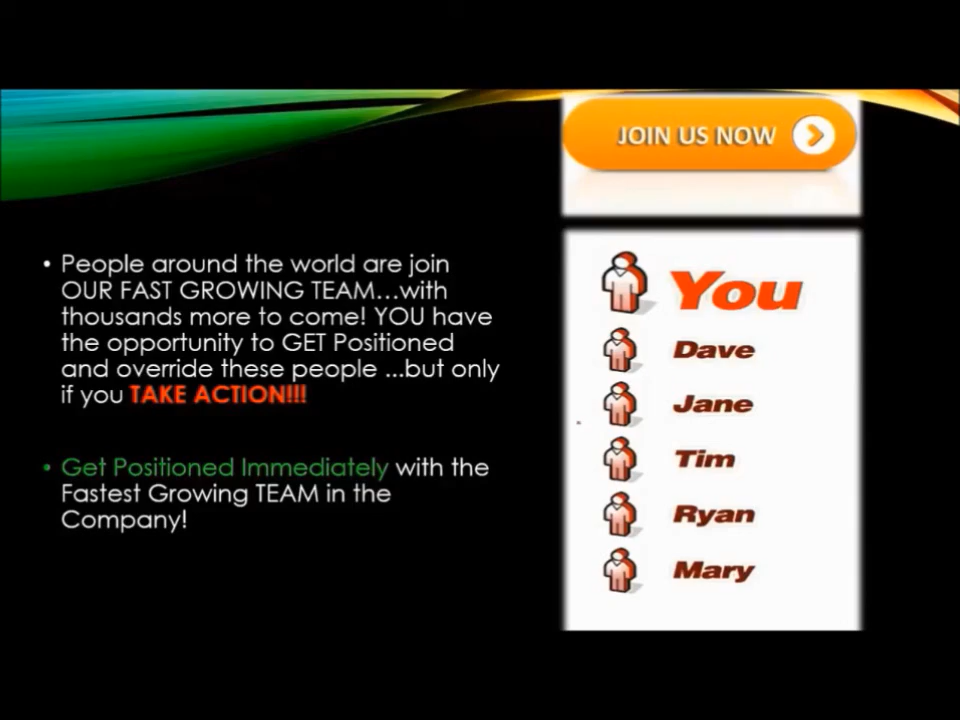 JOIN US NOW
• People around the world are join
OUR FAST GROWING TEAM...with
thousands more to come! YOU have
the opportunity to GET Positioned
and override these people ...but only
if you TAKE ACTION!!!
• Get Positioned Immediately with the
Fastest Growing TEAM in the
Company!
You
Dave
Jane
Tim
Ryan
Mary